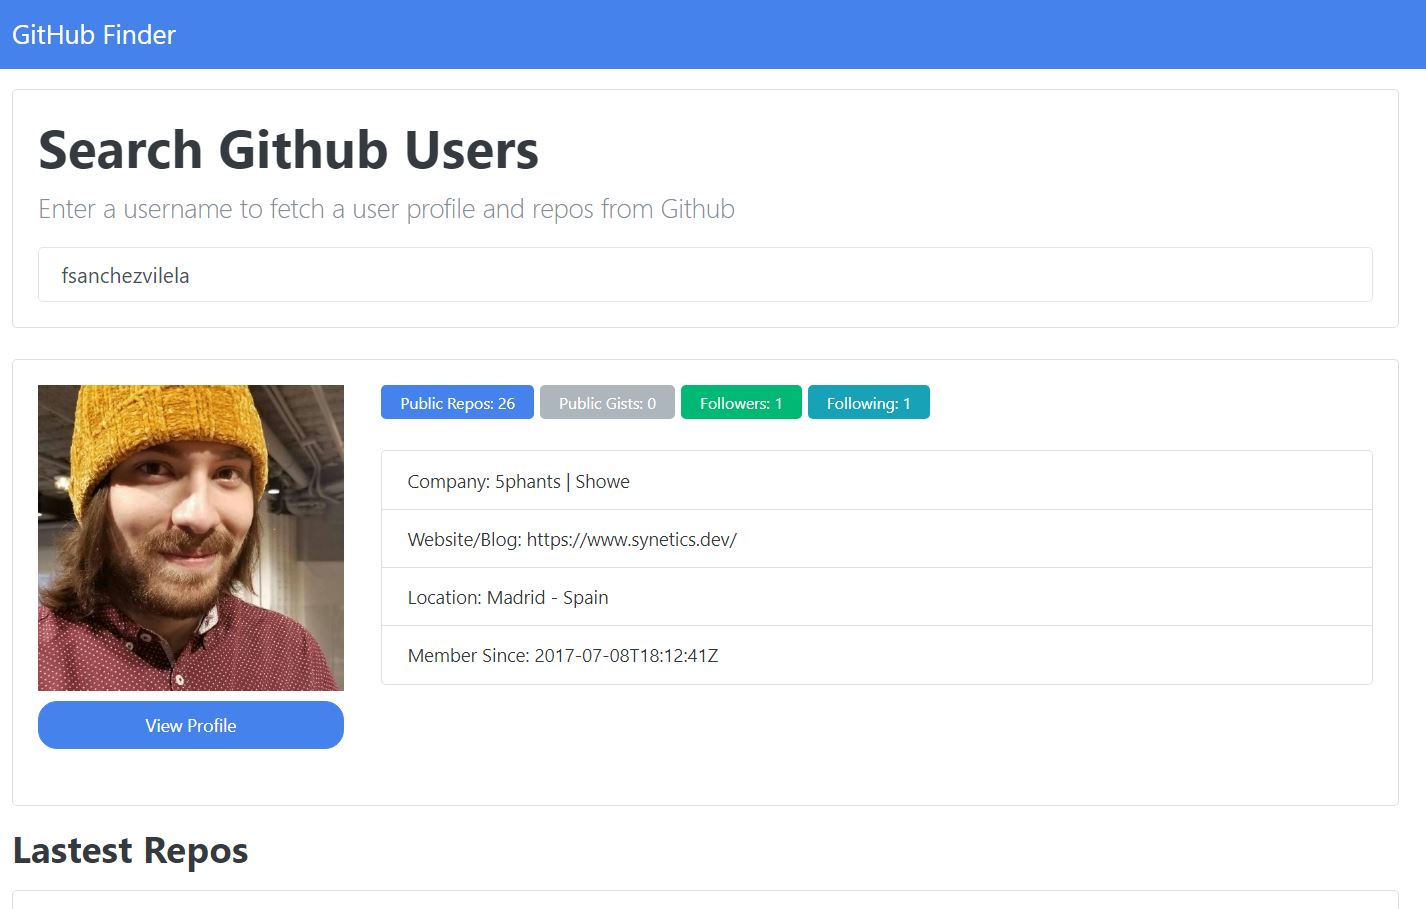 GitHub Finder
Search Github Users
Enter a username to fetch a user profile and repos from Github
fsanchezvilela
Public Repos: 26 Public Gists: 0 Followers: 1 Following: 1
Company: 5phants | Showe
Website/Blog: https://www.synetics.dev/
Location: Madrid - Spain
Member Since: 2017-07-08T18:12:41Z
View Profile
Lastest Repos